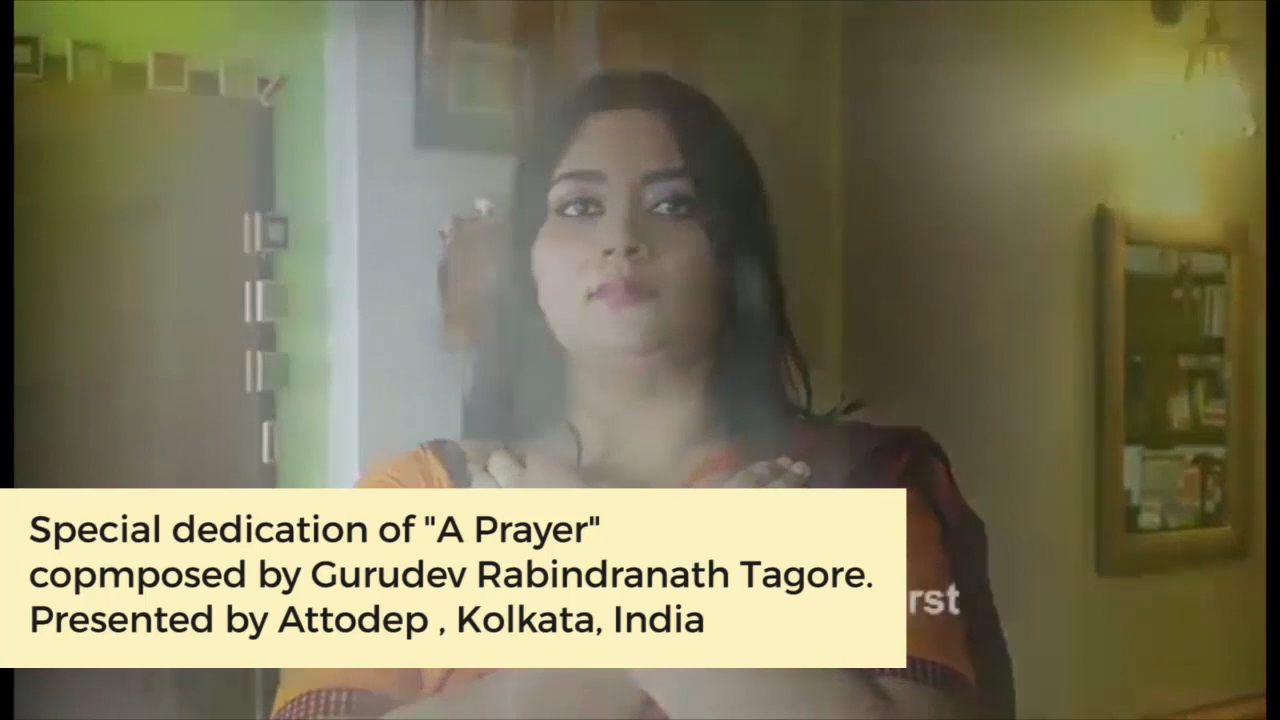 Special dedication of "A Prayer"
copmposed by Gurudev Rabindranath Tagore.
Presented by Attodep , Kolkata, India